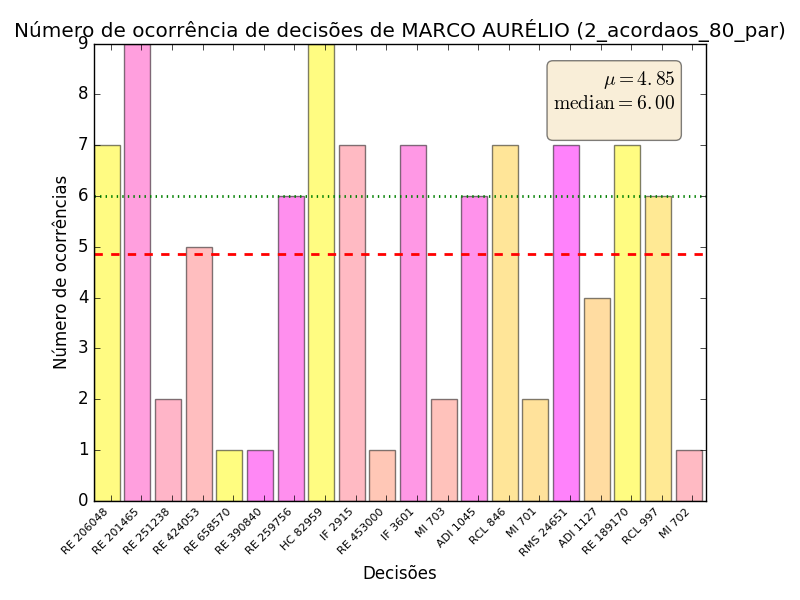 Número de ocorrência de decisões de MARCO AURÉLIO (2_acordaos_80_par)
μ = 4.85
median = 6.00
Número de ocorrências
9
8
7
6
5
4
3
2
1
0
RE 206048
RE 201465
RE 251238
RE 424053
RE 658570
RE 390840
RE 259756
HC 82959
IF 2915
RE 453000
IF 3601
MI 703
ADI 1045
RCL 846
MI 701
RMS 24651
ADI 1127
RE 189170
RCL 997
MI 702
Decisões